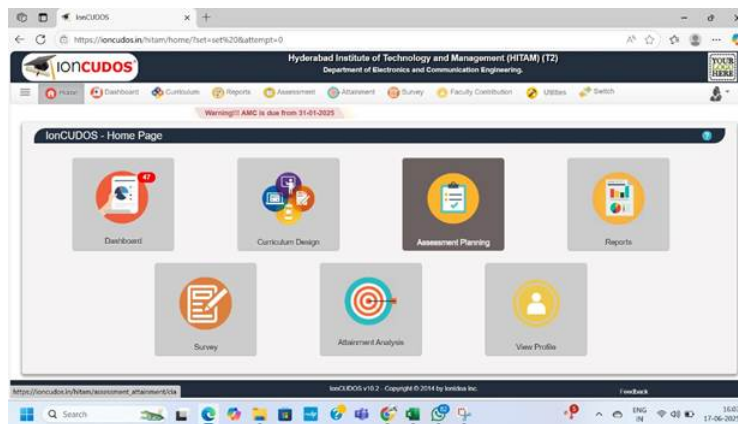 IonCUDOS
https://ioncudos.in/hitam/home/?set=set%20&attempt=0
IonCUDOS
Hyderabad Institute of Technology and Management (HITAM) (T2)
Department of Electronics and Communication Engineering.
YOUR
LOGO
HERE
Home Dashboard Curriculum Reports Assessment Attainment Survey Faculty Contribution Utilities Switch
Warning!!! AMC is due from 31-01-2025
IonCUDOS - Home Page
47
Dashboard Curriculum Design Assessment Planning Reports
Survey Attainment Analysis View Profile
https://ioncudos.in/hitam/assessment_attainment/cia
IonCUDOS v10.2 - Copyright © 2014 by Ionidea Inc.
Feedback
Search
ENG
IN
17-06-2025